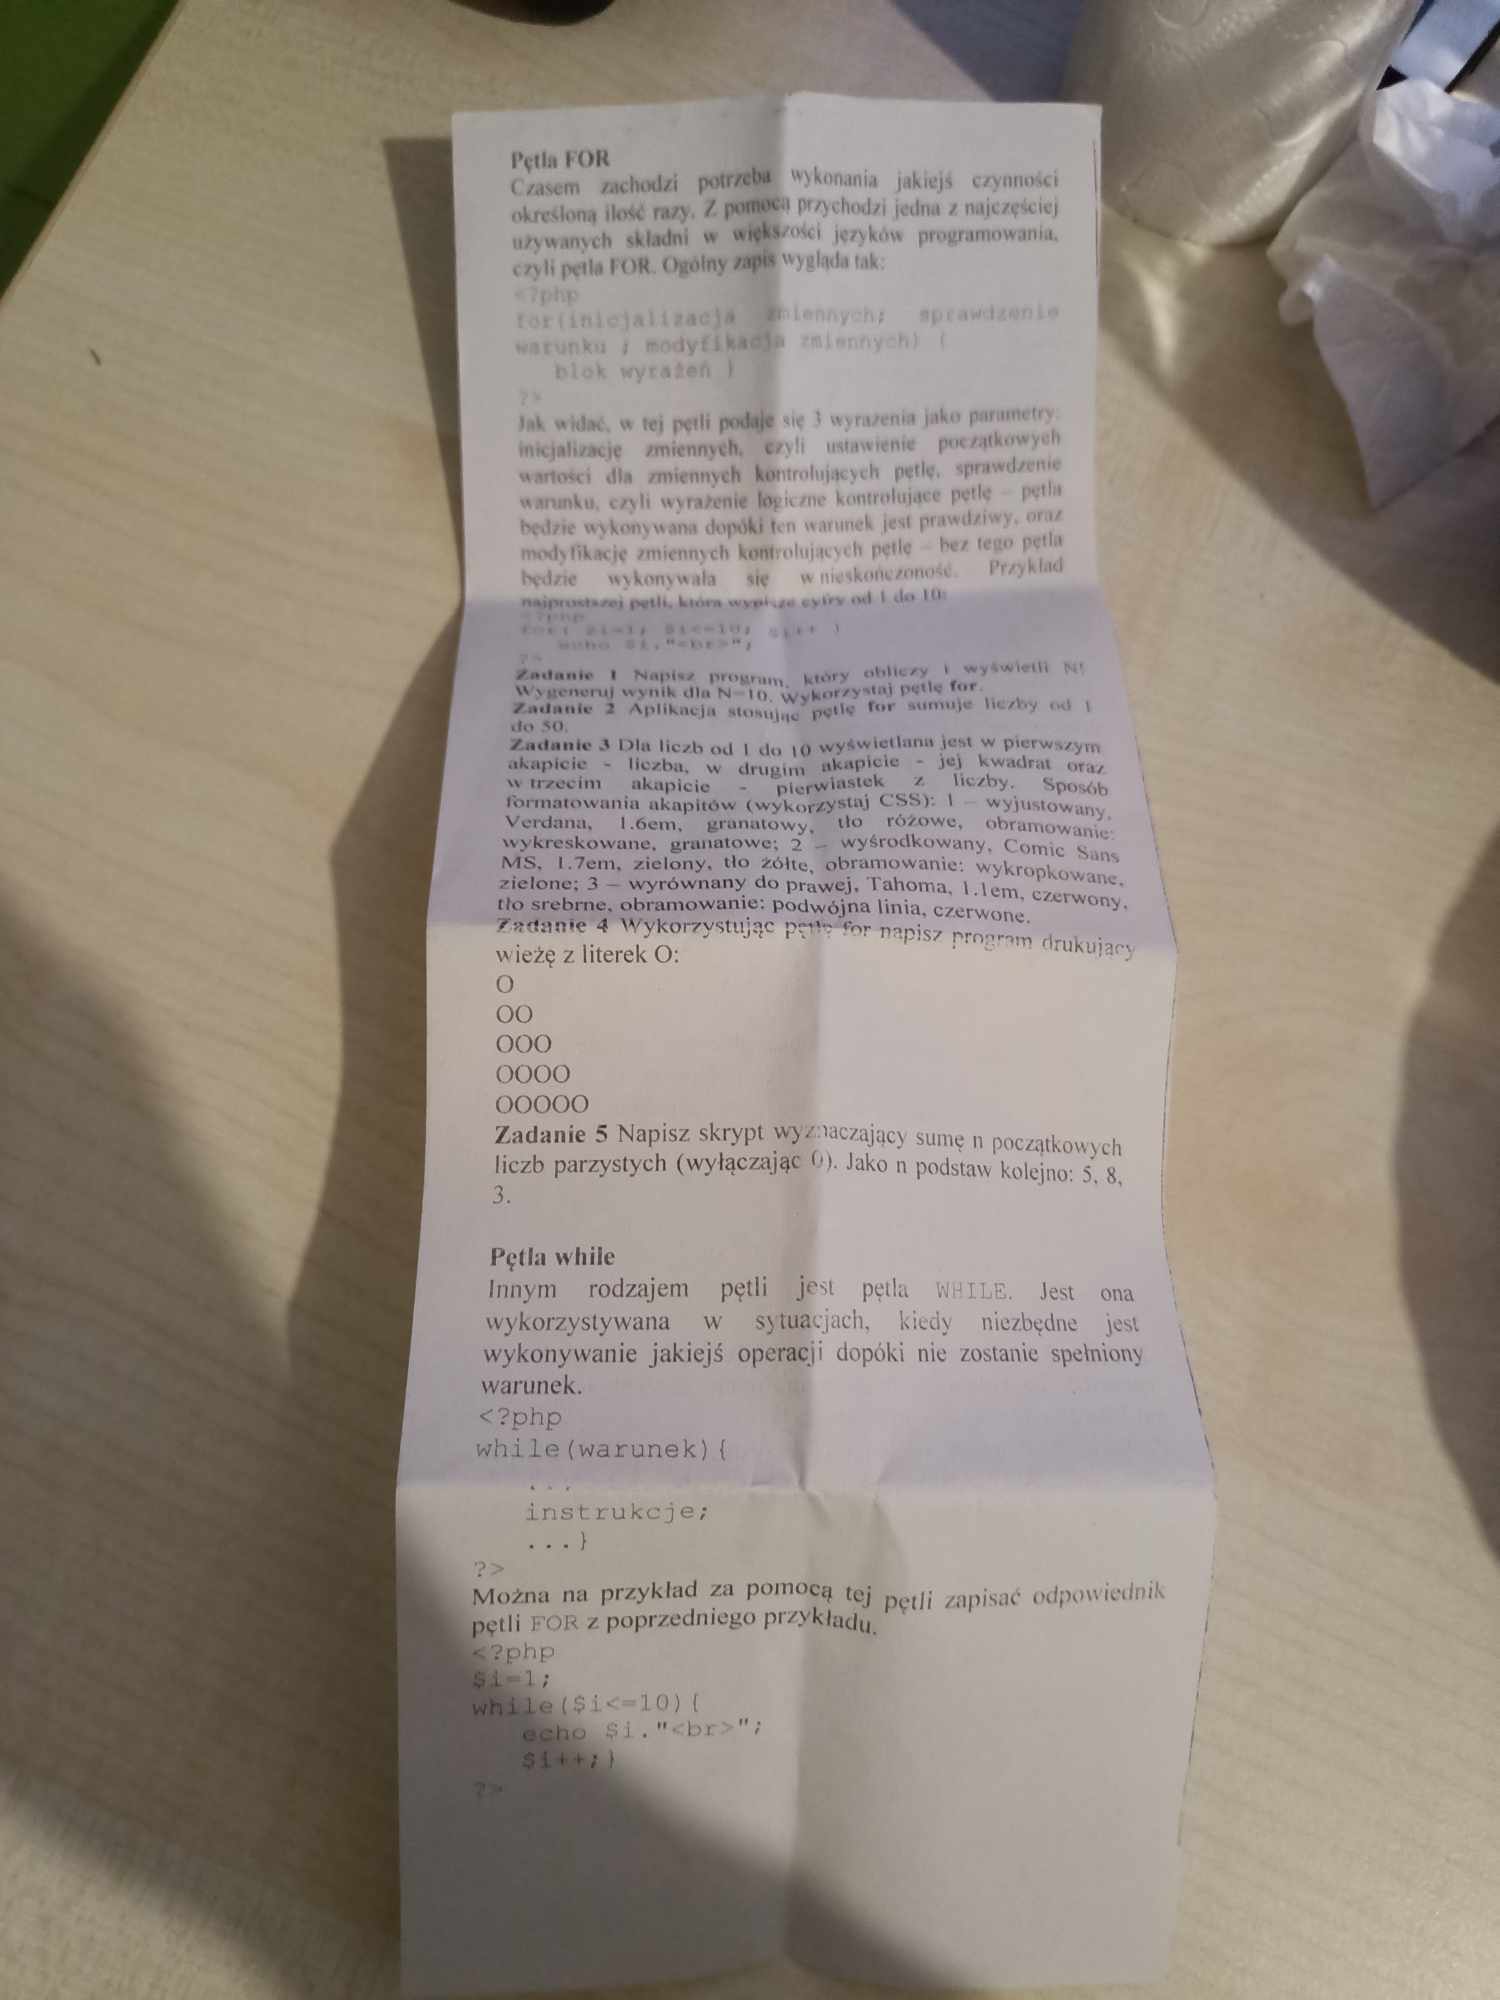 Pętla FOR
Czasem zachodzi potrzeba wykonania jakiejś czynności
określoną ilość razy. Z pomocą przychodzi jedna z najczęściej
używanych składni w większości języków programowania,
czyli pętla FOR. Ogólny zapis wygląda tak:
<?php
for(inicjalizacja zmiennych; sprawdzenie
warunku ; modyfikacja zmiennych) {
blok wyrażeń }
?>
Jak widać, w tej pętli podaje się 3 wyrażenia jako parametry:
inicjalizację zmiennych, czyli ustawienie początkowych
wartości dla zmiennych kontrolujących pętlę, sprawdzenie
warunku, czyli wyrażenie logiczne kontrolujące pętlę – pętla
będzie wykonywana dopóki ten warunek jest prawdziwy, oraz
modyfikację zmiennych kontrolujących pętlę – bez tego pętla
będzie wykonywała się w nieskończoność. Przykład
najprostszej pętli, która wypisze cyfry od 1 do 10:
<?php
for( $i=1; $i<=10; $i++ )
echo $i."<br>";
?>
Zadanie 1 Napisz program, który obliczy i wyświetli N!
Wygeneruj wynik dla N=10. Wykorzystaj pętlę for.
Zadanie 2 Aplikacja stosując pętlę for sumuje liczby od 1
do 50.
Zadanie 3 Dla liczb od 1 do 10 wyświetlana jest w pierwszym
akapicie - liczba, w drugim akapicie - jej kwadrat oraz
w trzecim akapicie - pierwiastek z liczby. Sposób
formatowania akapitów (wykorzystaj CSS): 1 – wyjustowany,
Verdana, 1.6em, granatowy, tło różowe, obramowanie:
wykreskowane, granatowe; 2 – wyśrodkowany, Comic Sans
MS, 1.7em, zielony, tło żółte, obramowanie: wykropkowane,
zielone; 3 – wyrównany do prawej, Tahoma, 1.1em, czerwony,
tło srebrne, obramowanie: podwójna linia, czerwone.
Zadanie 4 Wykorzystując pętlę for napisz program drukujący
wieżę z literek O:
O
OO
OOO
OOOO
OOOOO
Zadanie 5 Napisz skrypt wyznaczający sumę n początkowych
liczb parzystych (wyłączając 0). Jako n podstaw kolejno: 5, 8,
3.
Pętla while
Innym rodzajem pętli jest pętla WHILE. Jest ona
wykorzystywana w sytuacjach, kiedy niezbędne jest
wykonywanie jakiejś operacji dopóki nie zostanie spełniony
warunek.
<?php
while(warunek){
...
instrukcje;
...}
?>
Można na przykład za pomocą tej pętli zapisać odpowiednik
pętli FOR z poprzedniego przykładu.
<?php
$i=1;
while($i<=10){
echo $i."<br>";
$i++;}
?>